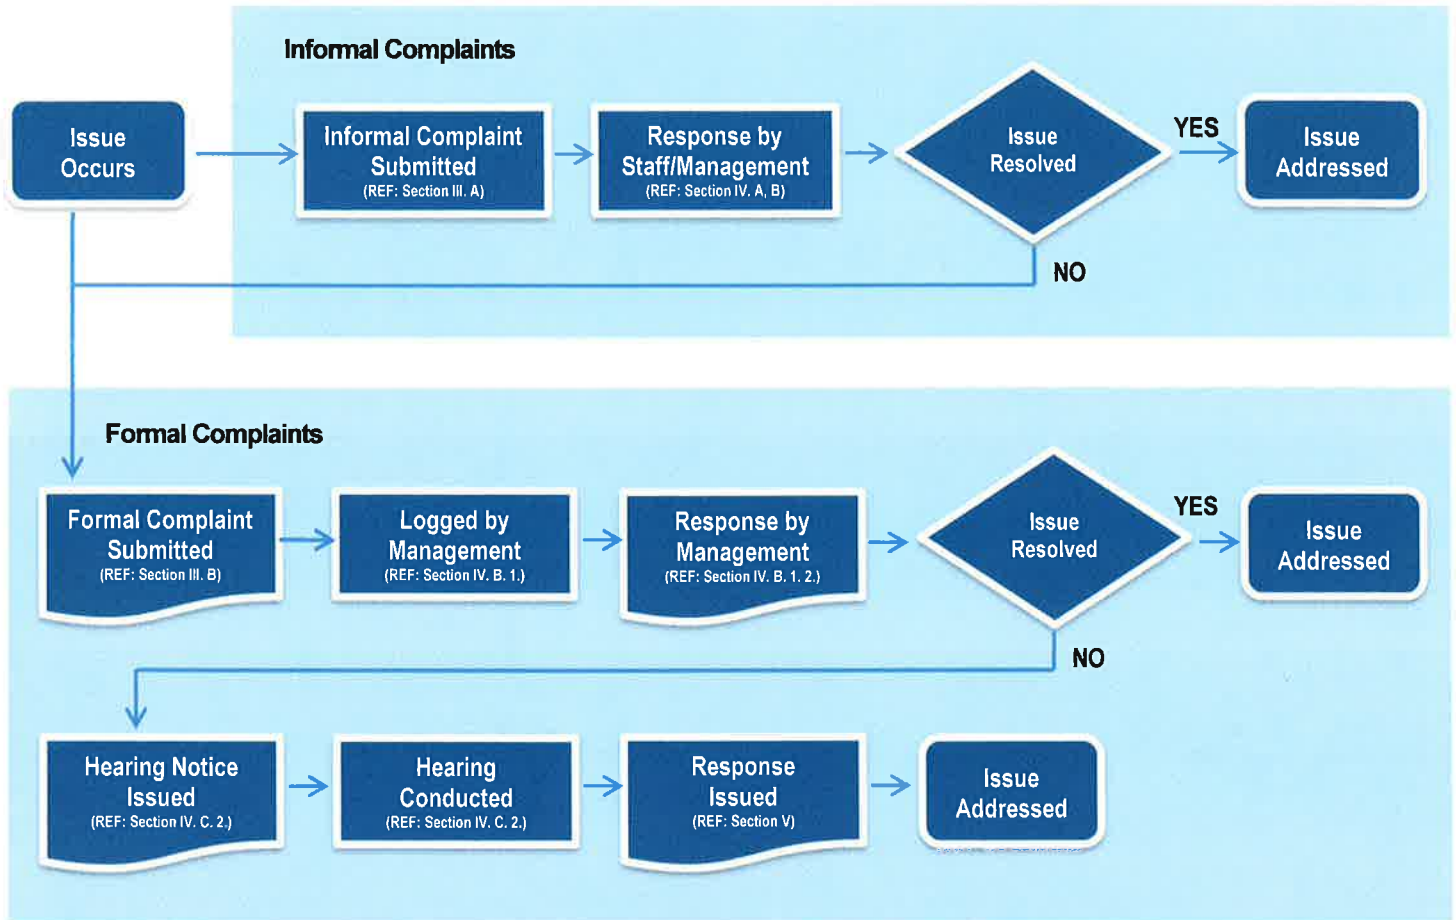 Informal Complaints
Issue
Occurs
Informal Complaint
Submitted
(REF: Section III. A)
Response by
Staff/Management
(REF: Section IV. A, B)
Issue
Resolved
YES
Issue
Addressed
NO
Formal Complaints
Formal Complaint
Submitted
(REF: Section III. B)
Logged by
Management
(REF: Section IV. B. 1.)
Response by
Management
(REF: Section IV. B. 1. 2.)
Issue
Resolved
YES
Issue
Addressed
NO
Hearing Notice
Issued
(REF: Section IV. C. 2.)
Hearing
Conducted
(REF: Section IV. C. 2.)
Response
Issued
(REF: Section V)
Issue
Addressed